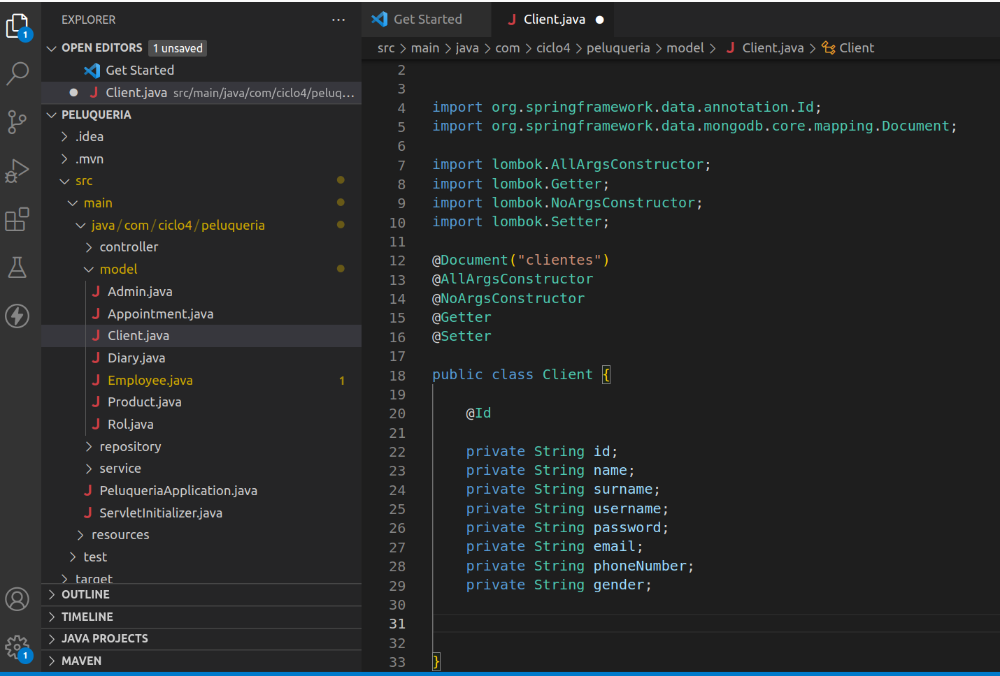 EXPLORER
OPEN EDITORS 1 unsaved
Get Started
Client.java src/main/java/com/ciclo4/peluq...
PELUQUERIA
.idea
.mvn
src
main
java/com/ciclo4/peluqueria
controller
model
Admin.java
Appointment.java
Client.java
Diary.java
Employee.java 1
Product.java
Rol.java
repository
service
PeluqueriaApplication.java
ServletInitializer.java
resources
test
target
OUTLINE
TIMELINE
JAVA PROJECTS
MAVEN
1
1
Get Started
J Client.java
src > main > java > com > ciclo4 > peluqueria > model > J Client.java > Client
2
3
4 import org.springframework.data.annotation.Id;
5 import org.springframework.data.mongodb.core.mapping.Document;
6
7 import lombok.AllArgsConstructor;
8 import lombok.Getter;
9 import lombok.NoArgsConstructor;
10 import lombok.Setter;
11
12 @Document("clientes")
13 @AllArgsConstructor
14 @NoArgsConstructor
15 @Getter
16 @Setter
17
18 public class Client {
19
20 @Id
21
22 private String id;
23 private String name;
24 private String surname;
25 private String username;
26 private String password;
27 private String email;
28 private String phoneNumber;
29 private String gender;
30
31
32
33 }